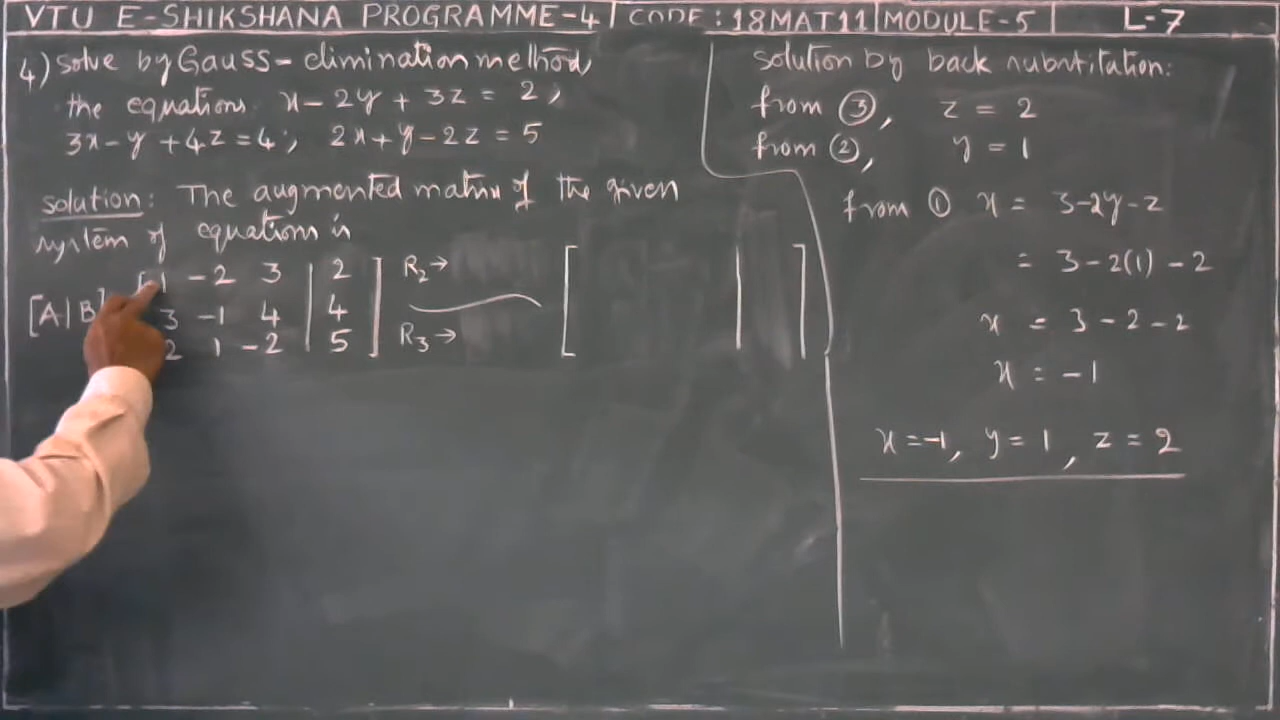 VTU E-SHIKSHANA PROGRAMME-4 | CODE : 18MAT11 | MODULE-5 | L-7
4) solve by Gauss-elimination method
the equations x-2y+3z=2,
3x-y+4z=4; 2x+y-2z=5
solution: The augmented matrix of the given
system of equations is
1 -2 3 | 2 ] R2→ [ | ]
[A|B] 3 -1 4 | 4
2 1 -2 | 5 R3→
solution by back substitution:
from ③, z = 2
from ②, y = 1
from ① x = 3-2y-z
= 3-2(1)-2
x = 3-2-2
x = -1
x=-1, y=1, z=2